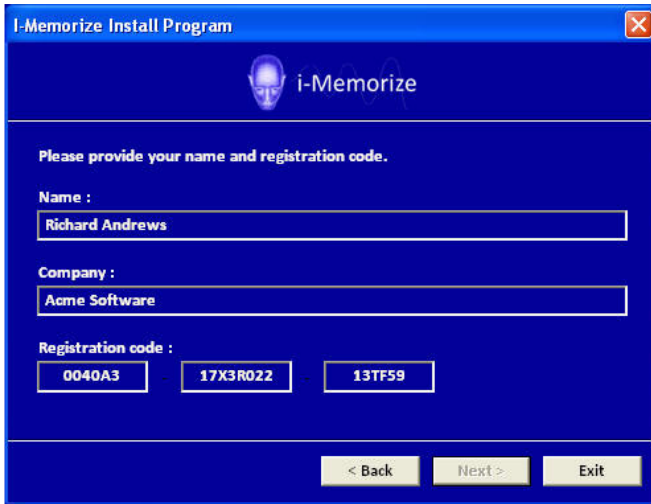 I-Memorize Install Program
i-Memorize
Please provide your name and registration code.
Name :
Richard Andrews
Company :
Acme Software
Registration code :
0040A3 - 17X3R022 - 13TF59
< Back Next > Exit